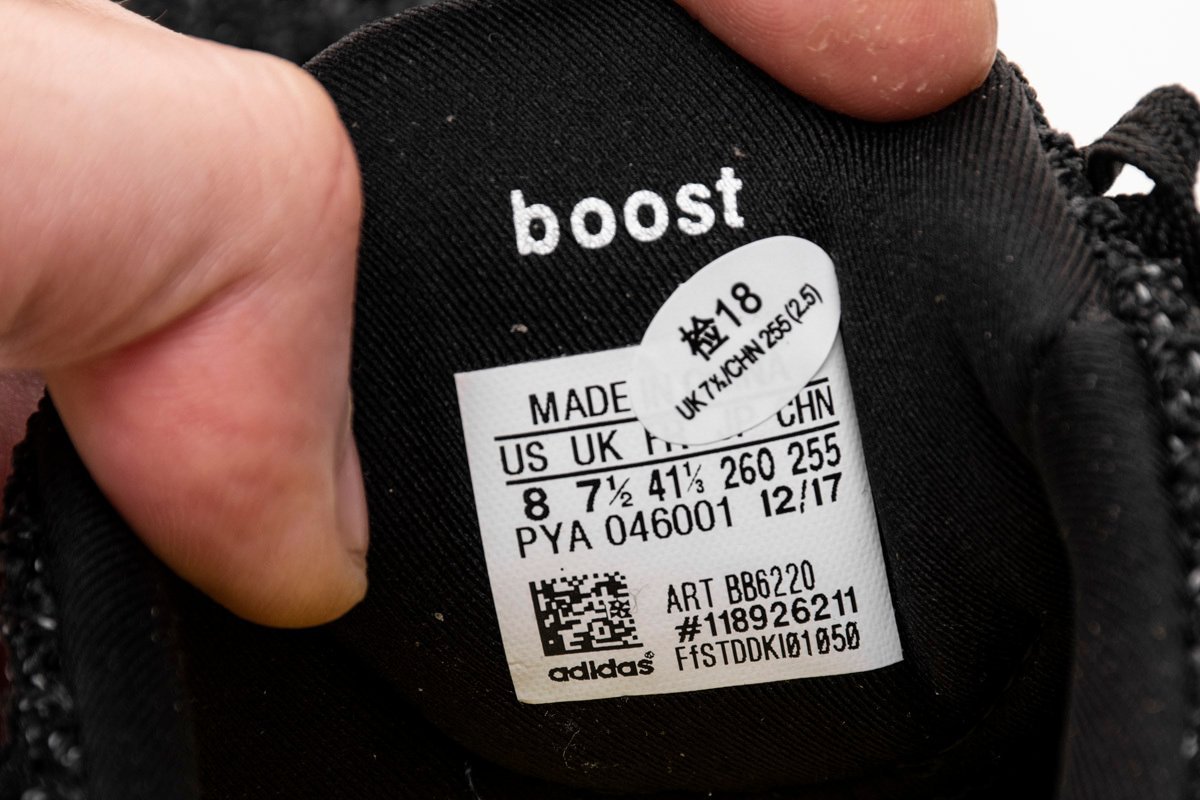 boost
检18
UK 7½/CHN 255 (2.5)
MADE
US UK CHN
8 7½ 41⅓ 260 255
PYA 046001 12/17
ART BB6220
#118926211
FfSTDDKI01050
adidas